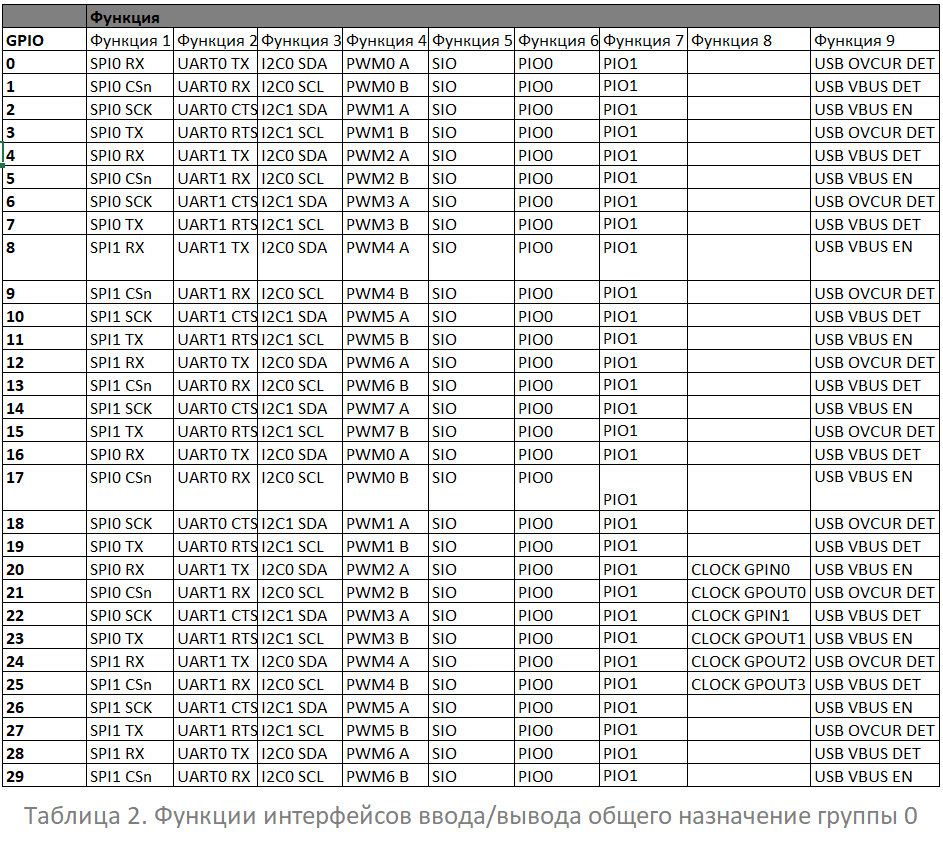 Функция
GPIO Функция 1 Функция 2 Функция 3 Функция 4 Функция 5 Функция 6 Функция 7 Функция 8 Функция 9
0 SPI0 RX UART0 TX I2C0 SDA PWM0 A SIO PIO0 PIO1 USB OVCUR DET
1 SPI0 CSn UART0 RX I2C0 SCL PWM0 B SIO PIO0 PIO1 USB VBUS DET
2 SPI0 SCK UART0 CTS I2C1 SDA PWM1 A SIO PIO0 PIO1 USB VBUS EN
3 SPI0 TX UART0 RTS I2C1 SCL PWM1 B SIO PIO0 PIO1 USB OVCUR DET
4 SPI0 RX UART1 TX I2C0 SDA PWM2 A SIO PIO0 PIO1 USB VBUS DET
5 SPI0 CSn UART1 RX I2C0 SCL PWM2 B SIO PIO0 PIO1 USB VBUS EN
6 SPI0 SCK UART1 CTS I2C1 SDA PWM3 A SIO PIO0 PIO1 USB OVCUR DET
7 SPI0 TX UART1 RTS I2C1 SCL PWM3 B SIO PIO0 PIO1 USB VBUS DET
8 SPI1 RX UART1 TX I2C0 SDA PWM4 A SIO PIO0 PIO1 USB VBUS EN
9 SPI1 CSn UART1 RX I2C0 SCL PWM4 B SIO PIO0 PIO1 USB OVCUR DET
10 SPI1 SCK UART1 CTS I2C1 SDA PWM5 A SIO PIO0 PIO1 USB VBUS DET
11 SPI1 TX UART1 RTS I2C1 SCL PWM5 B SIO PIO0 PIO1 USB VBUS EN
12 SPI1 RX UART0 TX I2C0 SDA PWM6 A SIO PIO0 PIO1 USB OVCUR DET
13 SPI1 CSn UART0 RX I2C0 SCL PWM6 B SIO PIO0 PIO1 USB VBUS DET
14 SPI1 SCK UART0 CTS I2C1 SDA PWM7 A SIO PIO0 PIO1 USB VBUS EN
15 SPI1 TX UART0 RTS I2C1 SCL PWM7 B SIO PIO0 PIO1 USB OVCUR DET
16 SPI0 RX UART0 TX I2C0 SDA PWM0 A SIO PIO0 PIO1 USB VBUS DET
17 SPI0 CSn UART0 RX I2C0 SCL PWM0 B SIO PIO0 PIO1 USB VBUS EN
18 SPI0 SCK UART0 CTS I2C1 SDA PWM1 A SIO PIO0 PIO1 USB OVCUR DET
19 SPI0 TX UART0 RTS I2C1 SCL PWM1 B SIO PIO0 PIO1 USB VBUS DET
20 SPI0 RX UART1 TX I2C0 SDA PWM2 A SIO PIO0 PIO1 CLOCK GPIN0 USB VBUS EN
21 SPI0 CSn UART1 RX I2C0 SCL PWM2 B SIO PIO0 PIO1 CLOCK GPOUT0 USB OVCUR DET
22 SPI0 SCK UART1 CTS I2C1 SDA PWM3 A SIO PIO0 PIO1 CLOCK GPIN1 USB VBUS DET
23 SPI0 TX UART1 RTS I2C1 SCL PWM3 B SIO PIO0 PIO1 CLOCK GPOUT1 USB VBUS EN
24 SPI1 RX UART1 TX I2C0 SDA PWM4 A SIO PIO0 PIO1 CLOCK GPOUT2 USB OVCUR DET
25 SPI1 CSn UART1 RX I2C0 SCL PWM4 B SIO PIO0 PIO1 CLOCK GPOUT3 USB VBUS DET
26 SPI1 SCK UART1 CTS I2C1 SDA PWM5 A SIO PIO0 PIO1 USB VBUS EN
27 SPI1 TX UART1 RTS I2C1 SCL PWM5 B SIO PIO0 PIO1 USB OVCUR DET
28 SPI1 RX UART0 TX I2C0 SDA PWM6 A SIO PIO0 PIO1 USB VBUS DET
29 SPI1 CSn UART0 RX I2C0 SCL PWM6 B SIO PIO0 PIO1 USB VBUS EN
Таблица 2. Функции интерфейсов ввода/вывода общего назначение группы 0